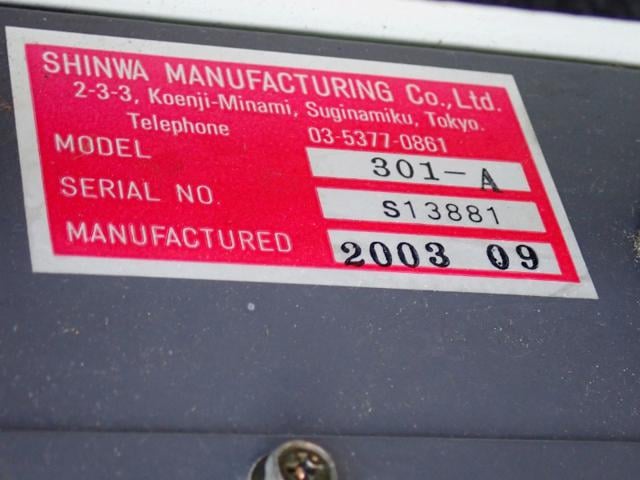 SHINWA MANUFACTURING Co., Ltd.
2-3-3, Koenji-Minami, Suginamiku, Tokyo.
Telephone 03-5377-0861
MODEL 301-A
SERIAL NO. S13881
MANUFACTURED 2003 09